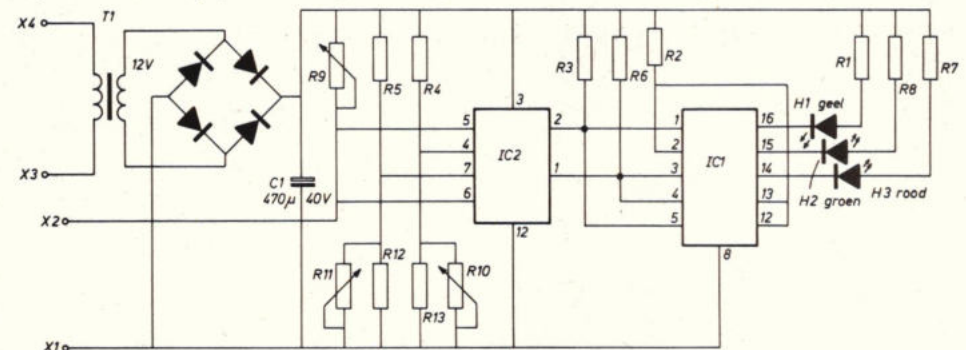 X4
T1
12V
X3
X2
X1
R9
R5
R4
C1
470µ 40V
R11
R12
R13
R10
3
5
4
7
6
IC2
2
1
12
R3
R6
R2
1
2
3
4
5
IC1
16
15
14
13
12
8
R1
R8
R7
H1 geel
H2 groen
H3 rood